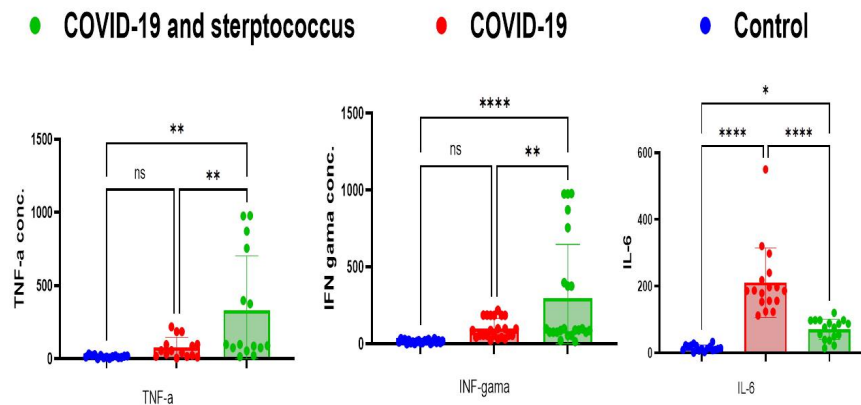 COVID-19 and sterptococcus COVID-19 Control
**
ns **
1500
1000
500
0
TNF-a conc.
TNF-a
****
ns **
1500
1000
500
0
IFN gama conc.
INF-gama
*
**** ****
600
400
200
0
IL-6
IL-6